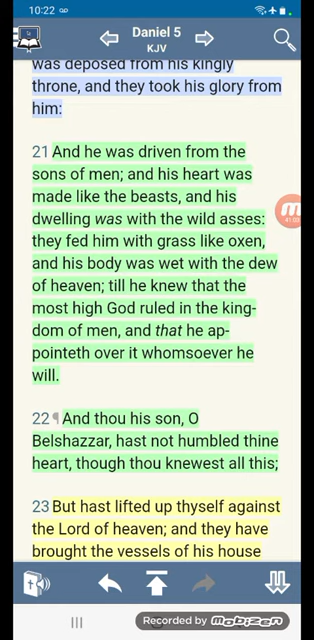 10:22
Daniel 5
KJV
was deposed from his kingly
throne, and they took his glory from
him:
21 And he was driven from the
sons of men; and his heart was
made like the beasts, and his
dwelling was with the wild asses:
they fed him with grass like oxen,
and his body was wet with the dew
of heaven; till he knew that the
most high God ruled in the king-
dom of men, and that he ap-
pointeth over it whomsoever he
will.
22 ¶ And thou his son, O
Belshazzar, hast not humbled thine
heart, though thou knewest all this;
23 But hast lifted up thyself against
the Lord of heaven; and they have
brought the vessels of his house
Recorded by Mobizen